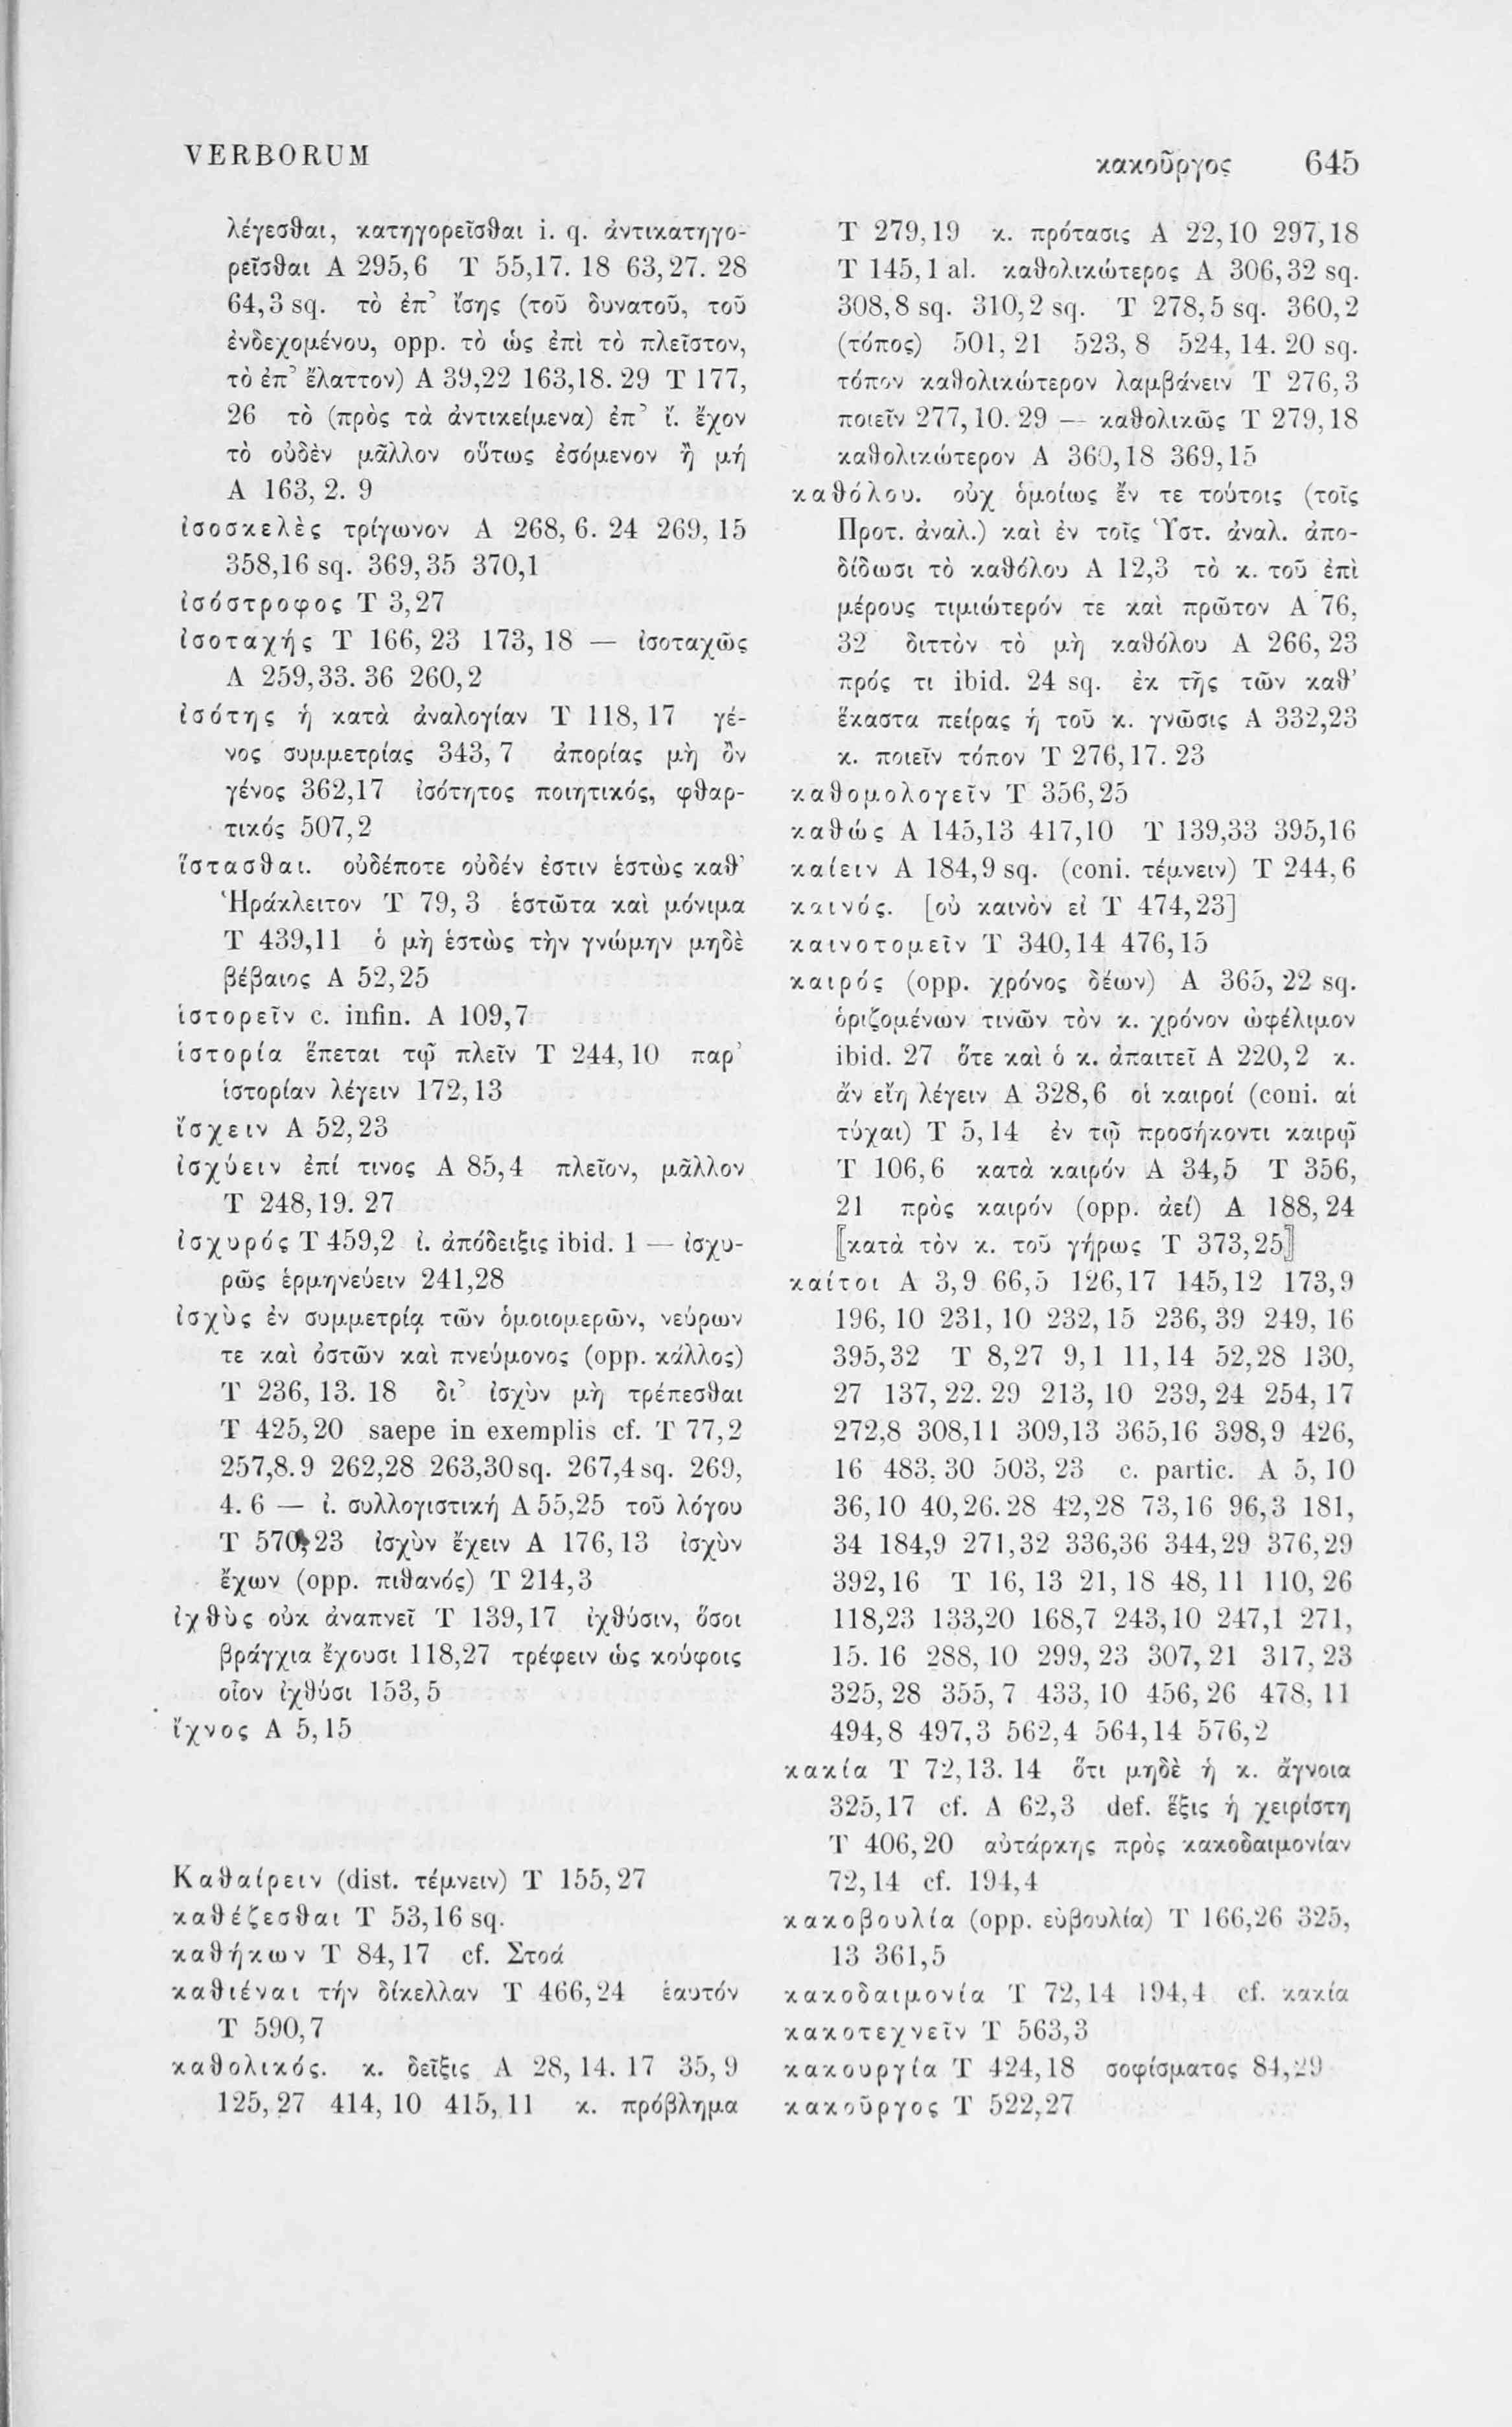 VERBORUM
κακοῦργος 645
λέγεσθαι, κατηγορεῖσθαι i. q. ἀντικατηγο-
ρεῖσθαι A 295,6 T 55,17. 18 63,27. 28
64,3 sq. τὸ ἐπ’ ἴσης (τοῦ δυνατοῦ, τοῦ
ἐνδεχομένου, opp. τὸ ὡς ἐπὶ τὸ πλεῖστον,
τὸ ἐπ’ ἔλαττον) A 39,22 163,18. 29 T 177,
26 τὸ (πρὸς τὰ ἀντικείμενα) ἐπ’ ἴ. ἔχον
τὸ οὐδὲν μᾶλλον οὕτως ἐσόμενον ἢ μή
A 163, 2. 9
ἰσοσκελὲς τρίγωνον A 268, 6. 24 269, 15
358,16 sq. 369,35 370,1
ἰσόστροφος T 3,27
ἰσοταχής T 166, 23 173, 18 — ἰσοταχῶς
A 259,33. 36 260,2
ἰσότης ἡ κατὰ ἀναλογίαν T 118, 17 γέ-
νος συμμετρίας 343, 7 ἀπορίας μὴ ὂν
γένος 362,17 ἰσότητος ποιητικός, φθαρ-
τικός 507,2
ἵστασθαι. οὐδέποτε οὐδέν ἐστιν ἑστὼς καθ’
Ἡράκλειτον T 79, 3 ἑστῶτα καὶ μόνιμα
T 439,11 ὁ μὴ ἑστὼς τὴν γνώμην μηδὲ
βέβαιος A 52,25
ἱστορεῖν c. infin. A 109,7
ἱστορία ἕπεται τῷ πλεῖν T 244, 10 παρ’
ἱστορίαν λέγειν 172,13
ἴσχειν A 52,23
ἰσχύειν ἐπί τινος A 85,4 πλεῖον, μᾶλλον
T 248,19. 27
ἰσχυρός T 459,2 ἰ. ἀπόδειξις ibid. 1 — ἰσχυ-
ρῶς ἑρμηνεύειν 241,28
ἰσχὺς ἐν συμμετρίᾳ τῶν ὁμοιομερῶν, νεύρων
τε καὶ ὀστῶν καὶ πνεύμονος (opp. κάλλος)
T 236, 13. 18 δι’ ἰσχὺν μὴ τρέπεσθαι
T 425,20 saepe in exemplis cf. T 77,2
257,8.9 262,28 263,30 sq. 267,4 sq. 269,
4. 6 — ἰ. συλλογιστική A 55,25 τοῦ λόγου
T 570,23 ἰσχὺν ἔχειν A 176, 13 ἰσχὺν
ἔχων (opp. πιθανός) T 214,3
ἰχθὺς οὐκ ἀναπνεῖ T 139,17 ἰχθύσιν, ὅσοι
βράγχια ἔχουσι 118,27 τρέφειν ὡς κούφοις
οἷον ἰχθύσι 153, 5
ἴχνος A 5,15
Καθαίρειν (dist. τέμνειν) T 155,27
καθέζεσθαι T 53,16 sq.
καθήκων T 84,17 cf. Στοά
καθιέναι τήν δίκελλαν T 466,24 ἑαυτόν
T 590,7
καθολικός. κ. δεῖξις A 28, 14. 17 35, 9
125, 27 414, 10 415, 11 κ. πρόβλημα
T 279,19 κ. πρότασις A 22,10 297,18
T 145,1 al. καθολικώτερος A 306,32 sq.
308,8 sq. 310,2 sq. T 278,5 sq. 360,2
(τόπος) 501, 21 523, 8 524, 14. 20 sq.
τόπον καθολικώτερον λαμβάνειν T 276,3
ποιεῖν 277,10. 29 — καθολικῶς T 279,18
καθολικώτερον A 360,18 369,15
καθόλου. οὐχ ὁμοίως ἔν τε τούτοις (τοῖς
Προτ. ἀναλ.) καὶ ἐν τοῖς Ὑστ. ἀναλ. ἀπο-
δίδωσι τὸ καθόλου A 12,3 τὸ κ. τοῦ ἐπὶ
μέρους τιμιώτερόν τε καὶ πρῶτον A 76,
32 διττὸν τὸ μὴ καθόλου A 266, 23
πρός τι ibid. 24 sq. ἐκ τῆς τῶν καθ’
ἕκαστα πείρας ἡ τοῦ κ. γνῶσις A 332,23
κ. ποιεῖν τόπον T 276,17. 23
καθομολογεῖν T 356,25
καθώς A 145,13 417,10 T 139,33 395,16
καίειν A 184,9 sq. (coni. τέμνειν) T 244,6
καινός. [οὐ καινὸν εἰ T 474,23]
καινοτομεῖν T 340,14 476,15
καιρός (opp. χρόνος δέων) A 365, 22 sq.
ὁριζομένων τινῶν τὸν κ. χρόνον ὠφέλιμον
ibid. 27 ὅτε καὶ ὁ κ. ἀπαιτεῖ A 220,2 κ.
ἄν εἴη λέγειν A 328,6 οἱ καιροί (coni. αἱ
τύχαι) T 5,14 ἐν τῷ προσήκοντι καιρῷ
T 106,6 κατὰ καιρόν A 34,5 T 356,
21 πρὸς καιρόν (opp. ἀεί) A 188, 24
⟦κατὰ τὸν κ. τοῦ γήρως T 373,25⟧
καίτοι A 3,9 66,5 126,17 145,12 173,9
196, 10 231, 10 232, 15 236, 39 249, 16
395,32 T 8,27 9,1 11,14 52,28 130,
27 137, 22. 29 213, 10 239, 24 254, 17
272,8 308,11 309,13 365,16 398,9 426,
16 483, 30 503, 23 c. partic. A 5, 10
36,10 40,26.28 42,28 73,16 96,3 181,
34 184,9 271,32 336,36 344,29 376,29
392,16 T 16, 13 21, 18 48, 11 110, 26
118,23 133,20 168,7 243,10 247,1 271,
15. 16 288, 10 299, 23 307, 21 317, 23
325, 28 355, 7 433, 10 456, 26 478, 11
494,8 497,3 562,4 564,14 576,2
κακία T 72,13. 14 ὅτι μηδὲ ἡ κ. ἄγνοια
325,17 cf. A 62,3 def. ἕξις ἡ χειρίστη
T 406,20 αὐτάρκης πρὸς κακοδαιμονίαν
72,14 cf. 194,4
κακοβουλία (opp. εὐβουλία) T 166,26 325,
13 361,5
κακοδαιμονία T 72,14 194,4 cf. κακία
κακοτεχνεῖν T 563,3
κακουργία T 424,18 σοφίσματος 84,29
κακοῦργος T 522,27